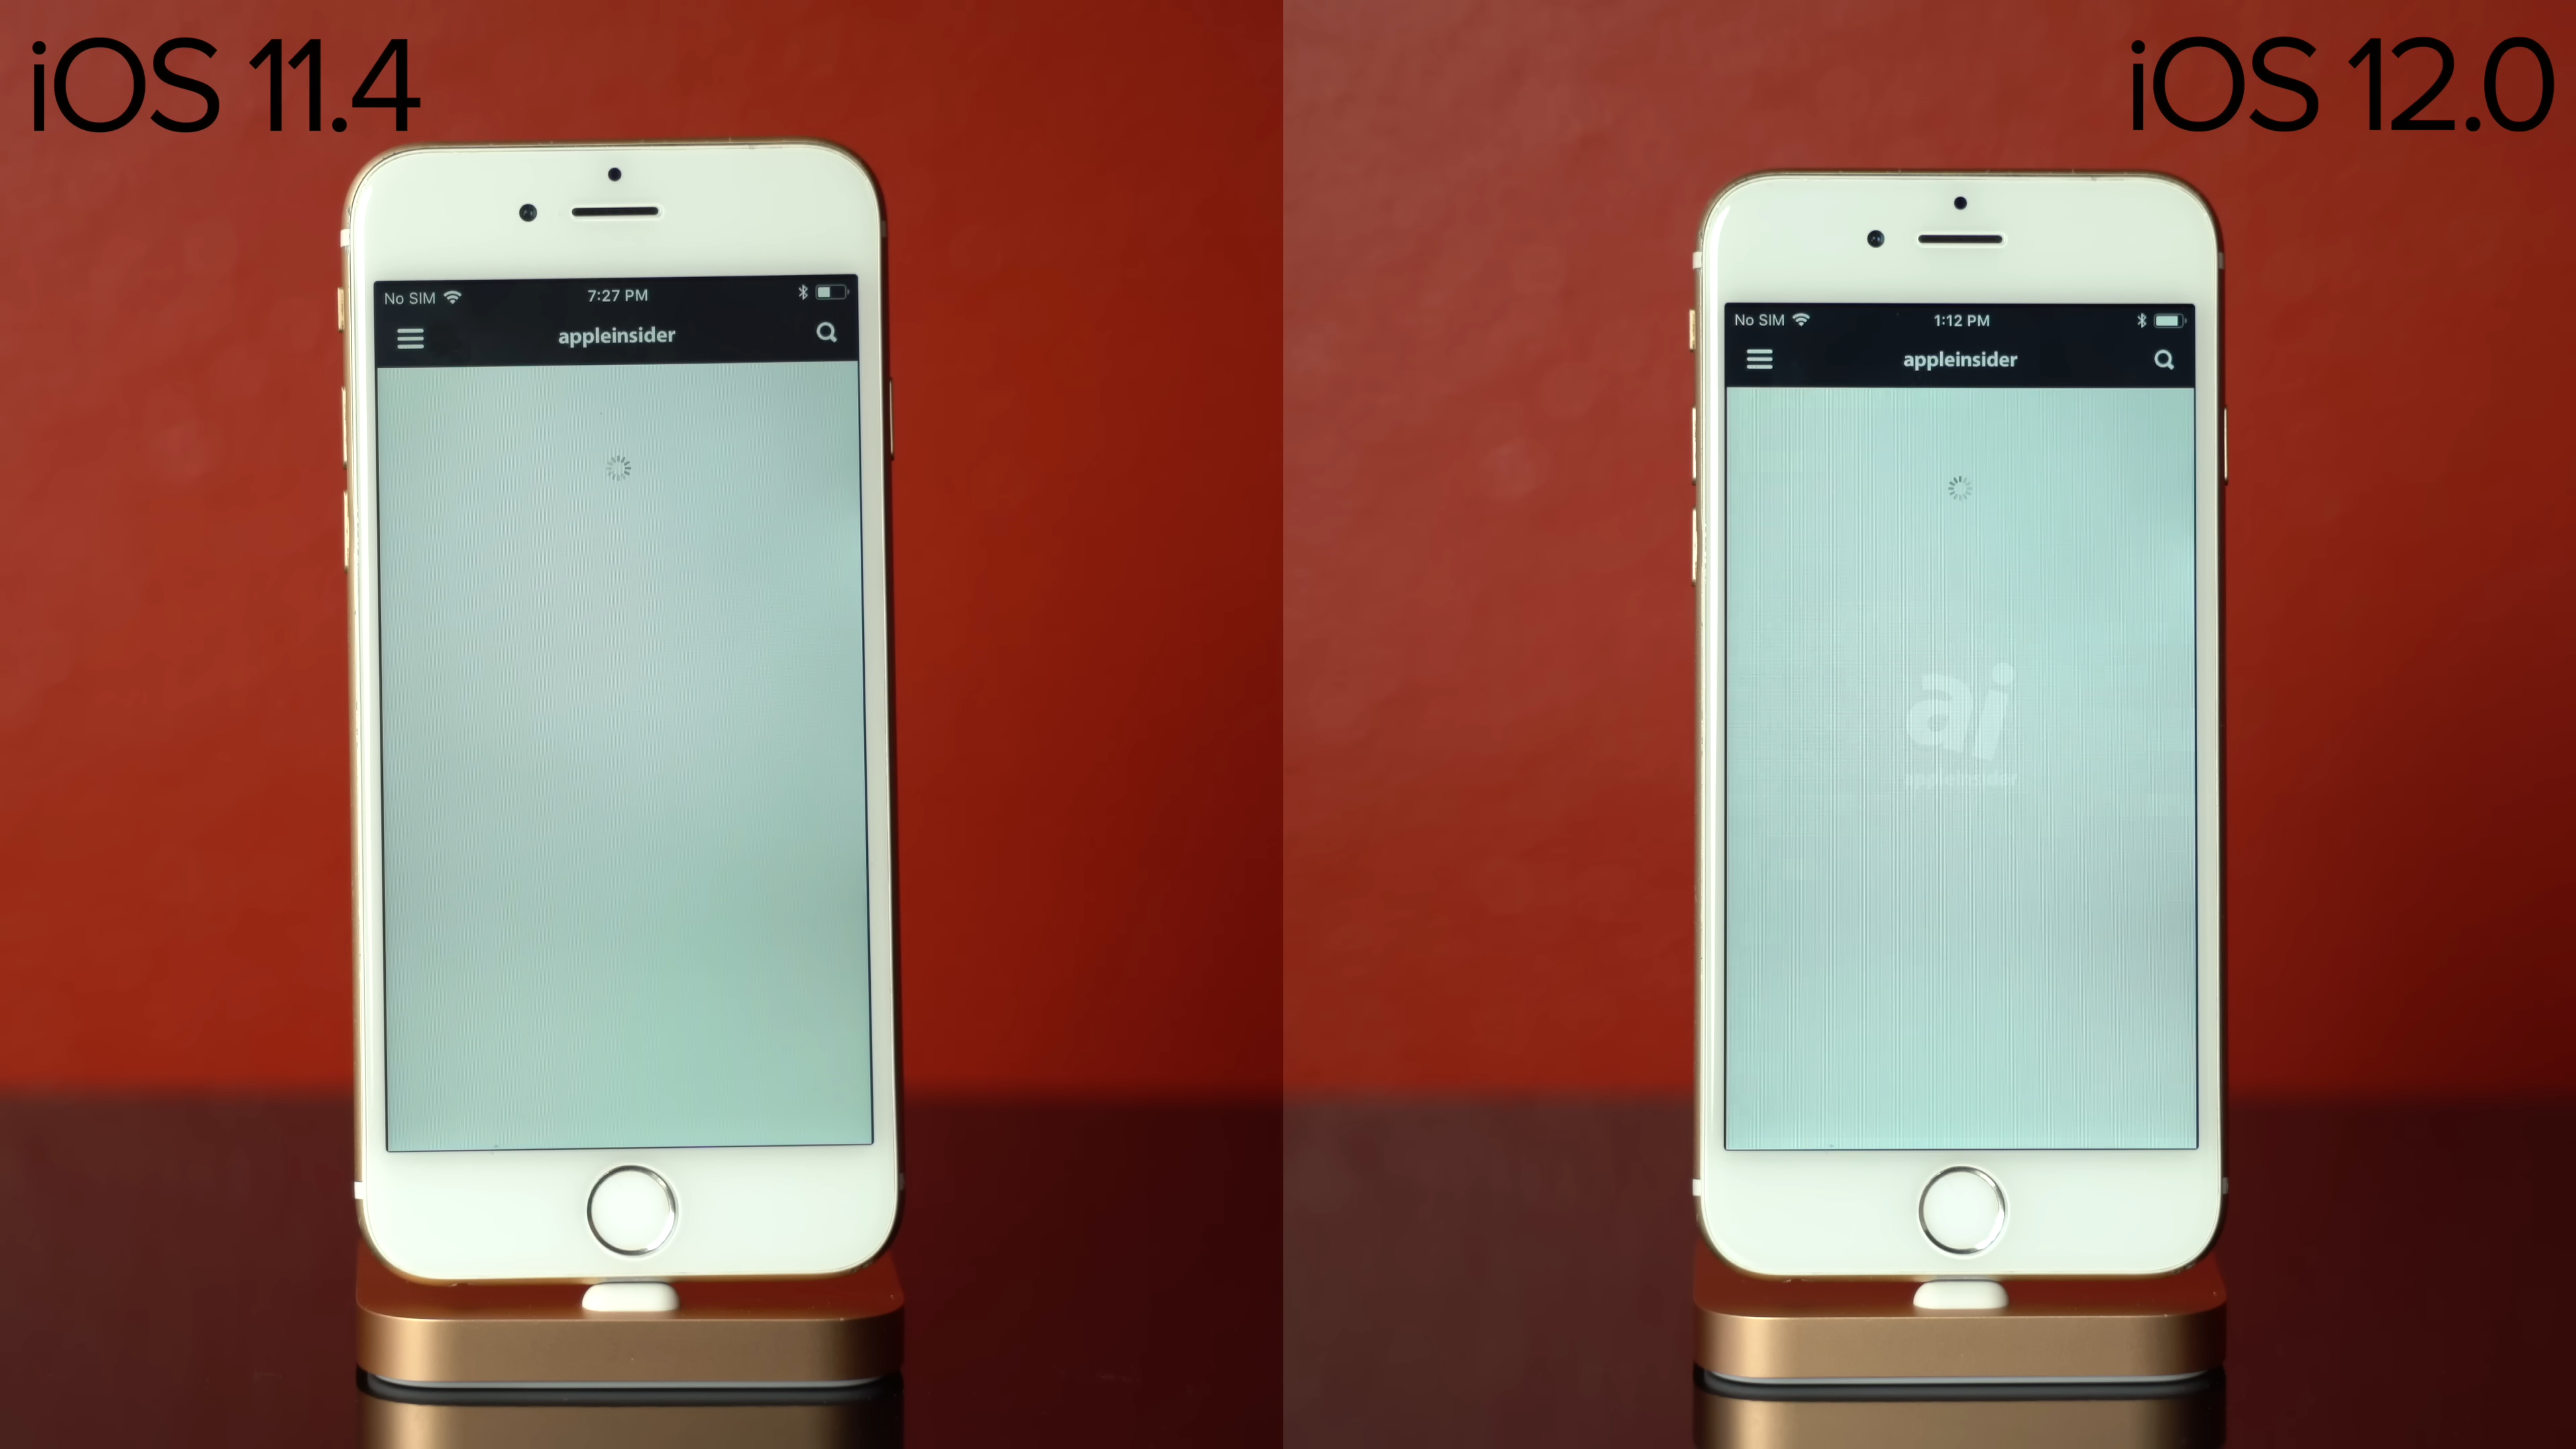 iOS 11.4
No SIM 7:27 PM
appleinsider
iOS 12.0
No SIM 1:12 PM
appleinsider
ai
appleinsider